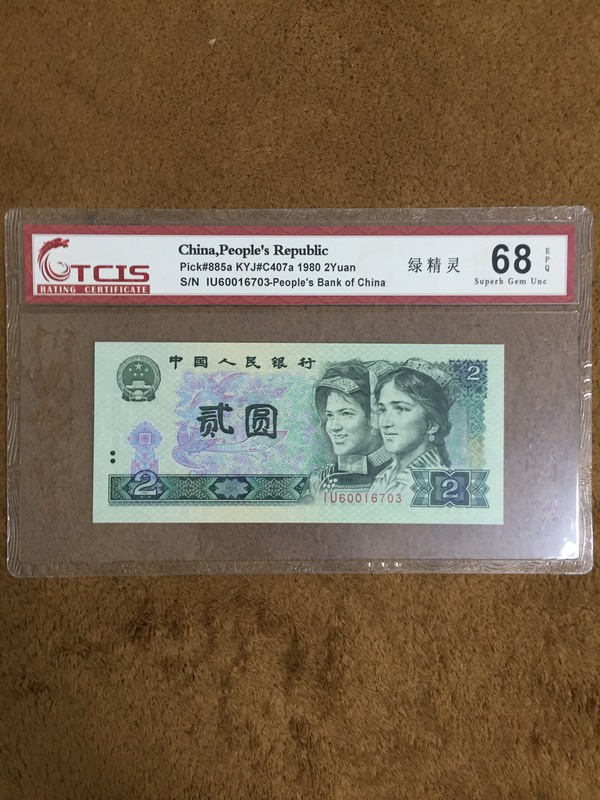 TCIS
RATING CERTIFICATE
China,People's Republic
Pick#885a KYJ#C407a 1980 2Yuan
S/N IU60016703-People's Bank of China
绿精灵
68
EPQ
Superb Gem Unc
中国人民银行
贰圆
2
2
2
IU60016703